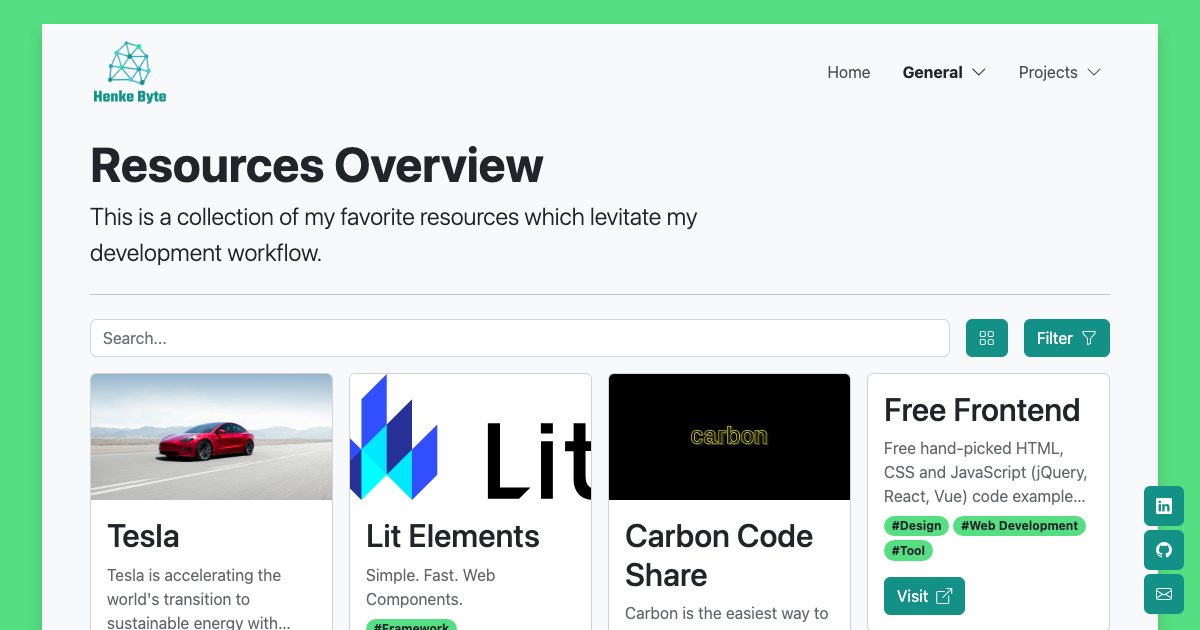 Henke Byte
Home
General
Projects
Resources Overview
This is a collection of my favorite resources which levitate my
development workflow.
Search...
Filter
Tesla
Tesla is accelerating the
world's transition to
sustainable energy with...
Lit
Lit Elements
Simple. Fast. Web
Components.
#Framework
carbon
Carbon Code
Share
Carbon is the easiest way to
Free Frontend
Free hand-picked HTML,
CSS and JavaScript (jQuery,
React, Vue) code example...
#Design #Web Development
#Tool
Visit
in